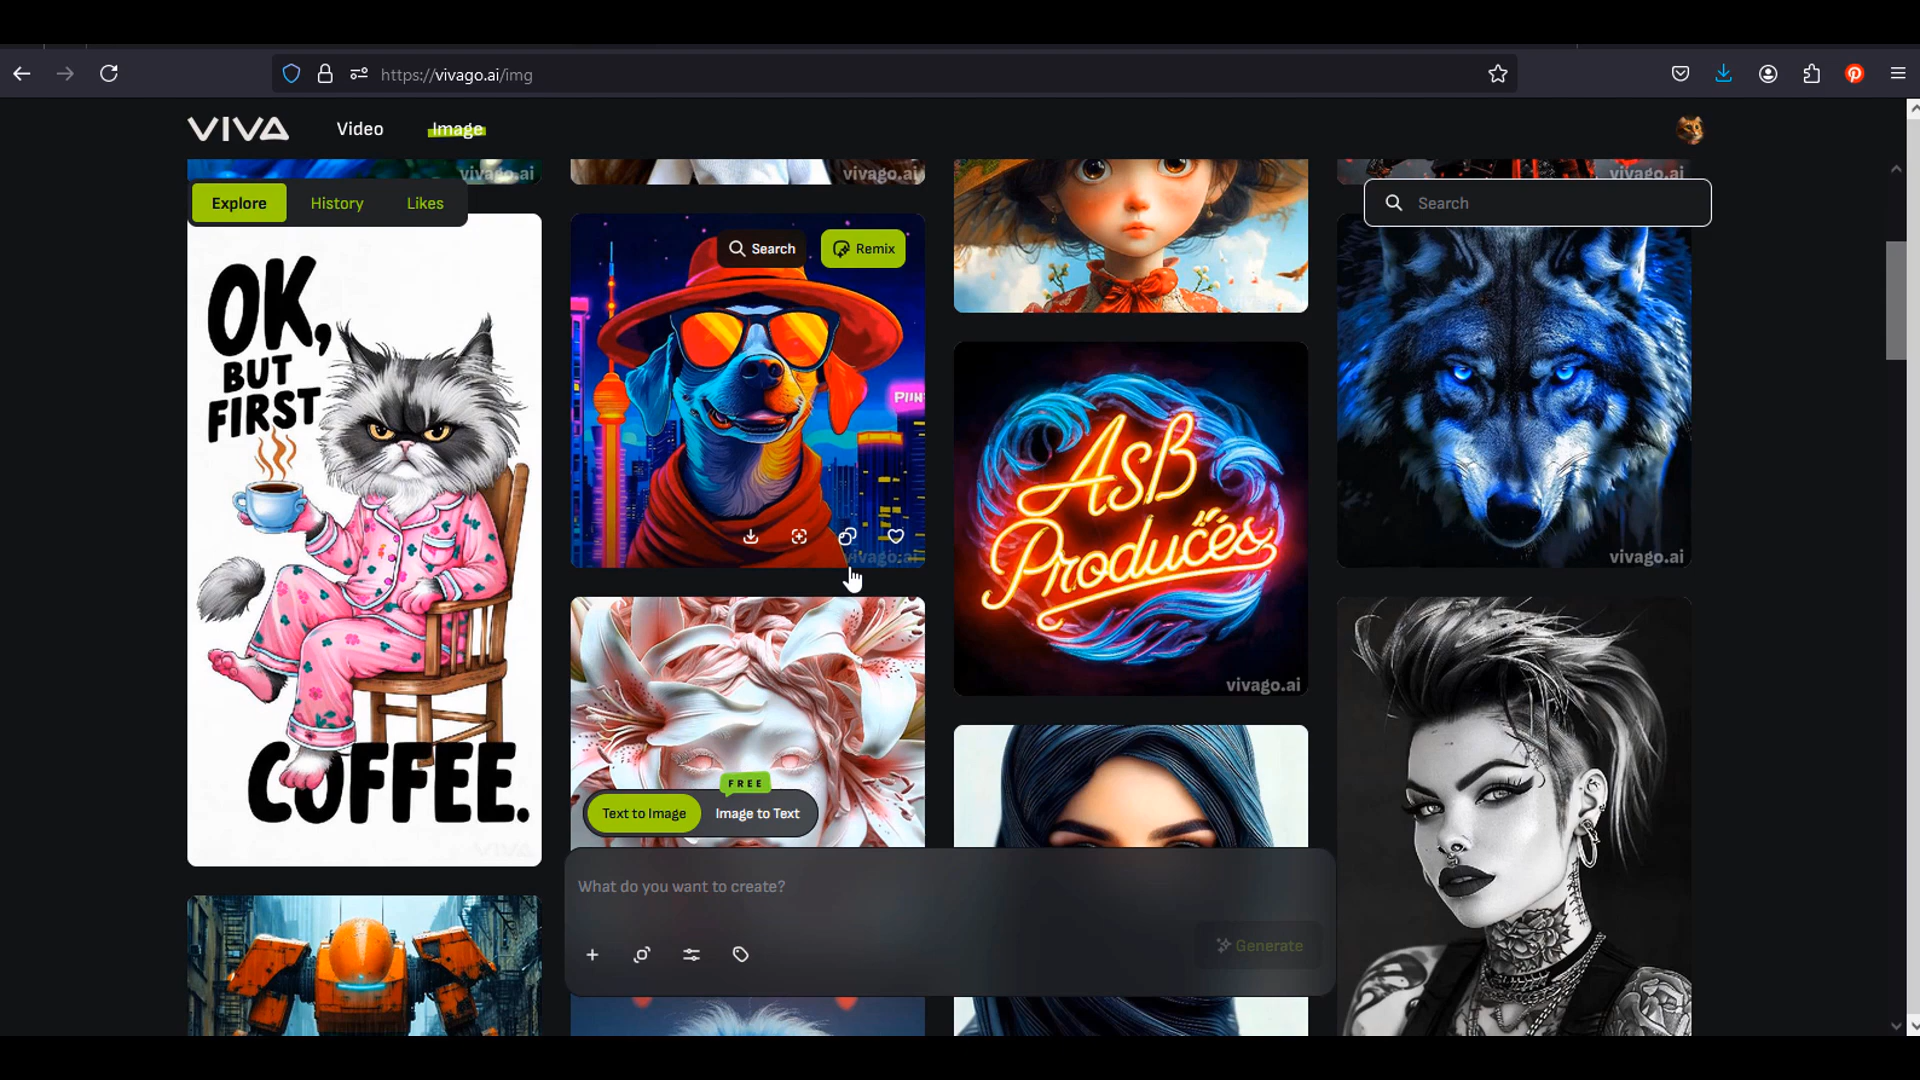 https://vivago.ai/img
VIVA
Video
Image
vivago.ai
vivago.ai
vivago.ai
Explore
History
Likes
Search
Search
Remix
OK,
BUT
FIRST
COFFEE.
vivago.ai
ASB
Produces
vivago.ai
vivago.ai
FREE
Text to Image
Image to Text
What do you want to create?
Generate